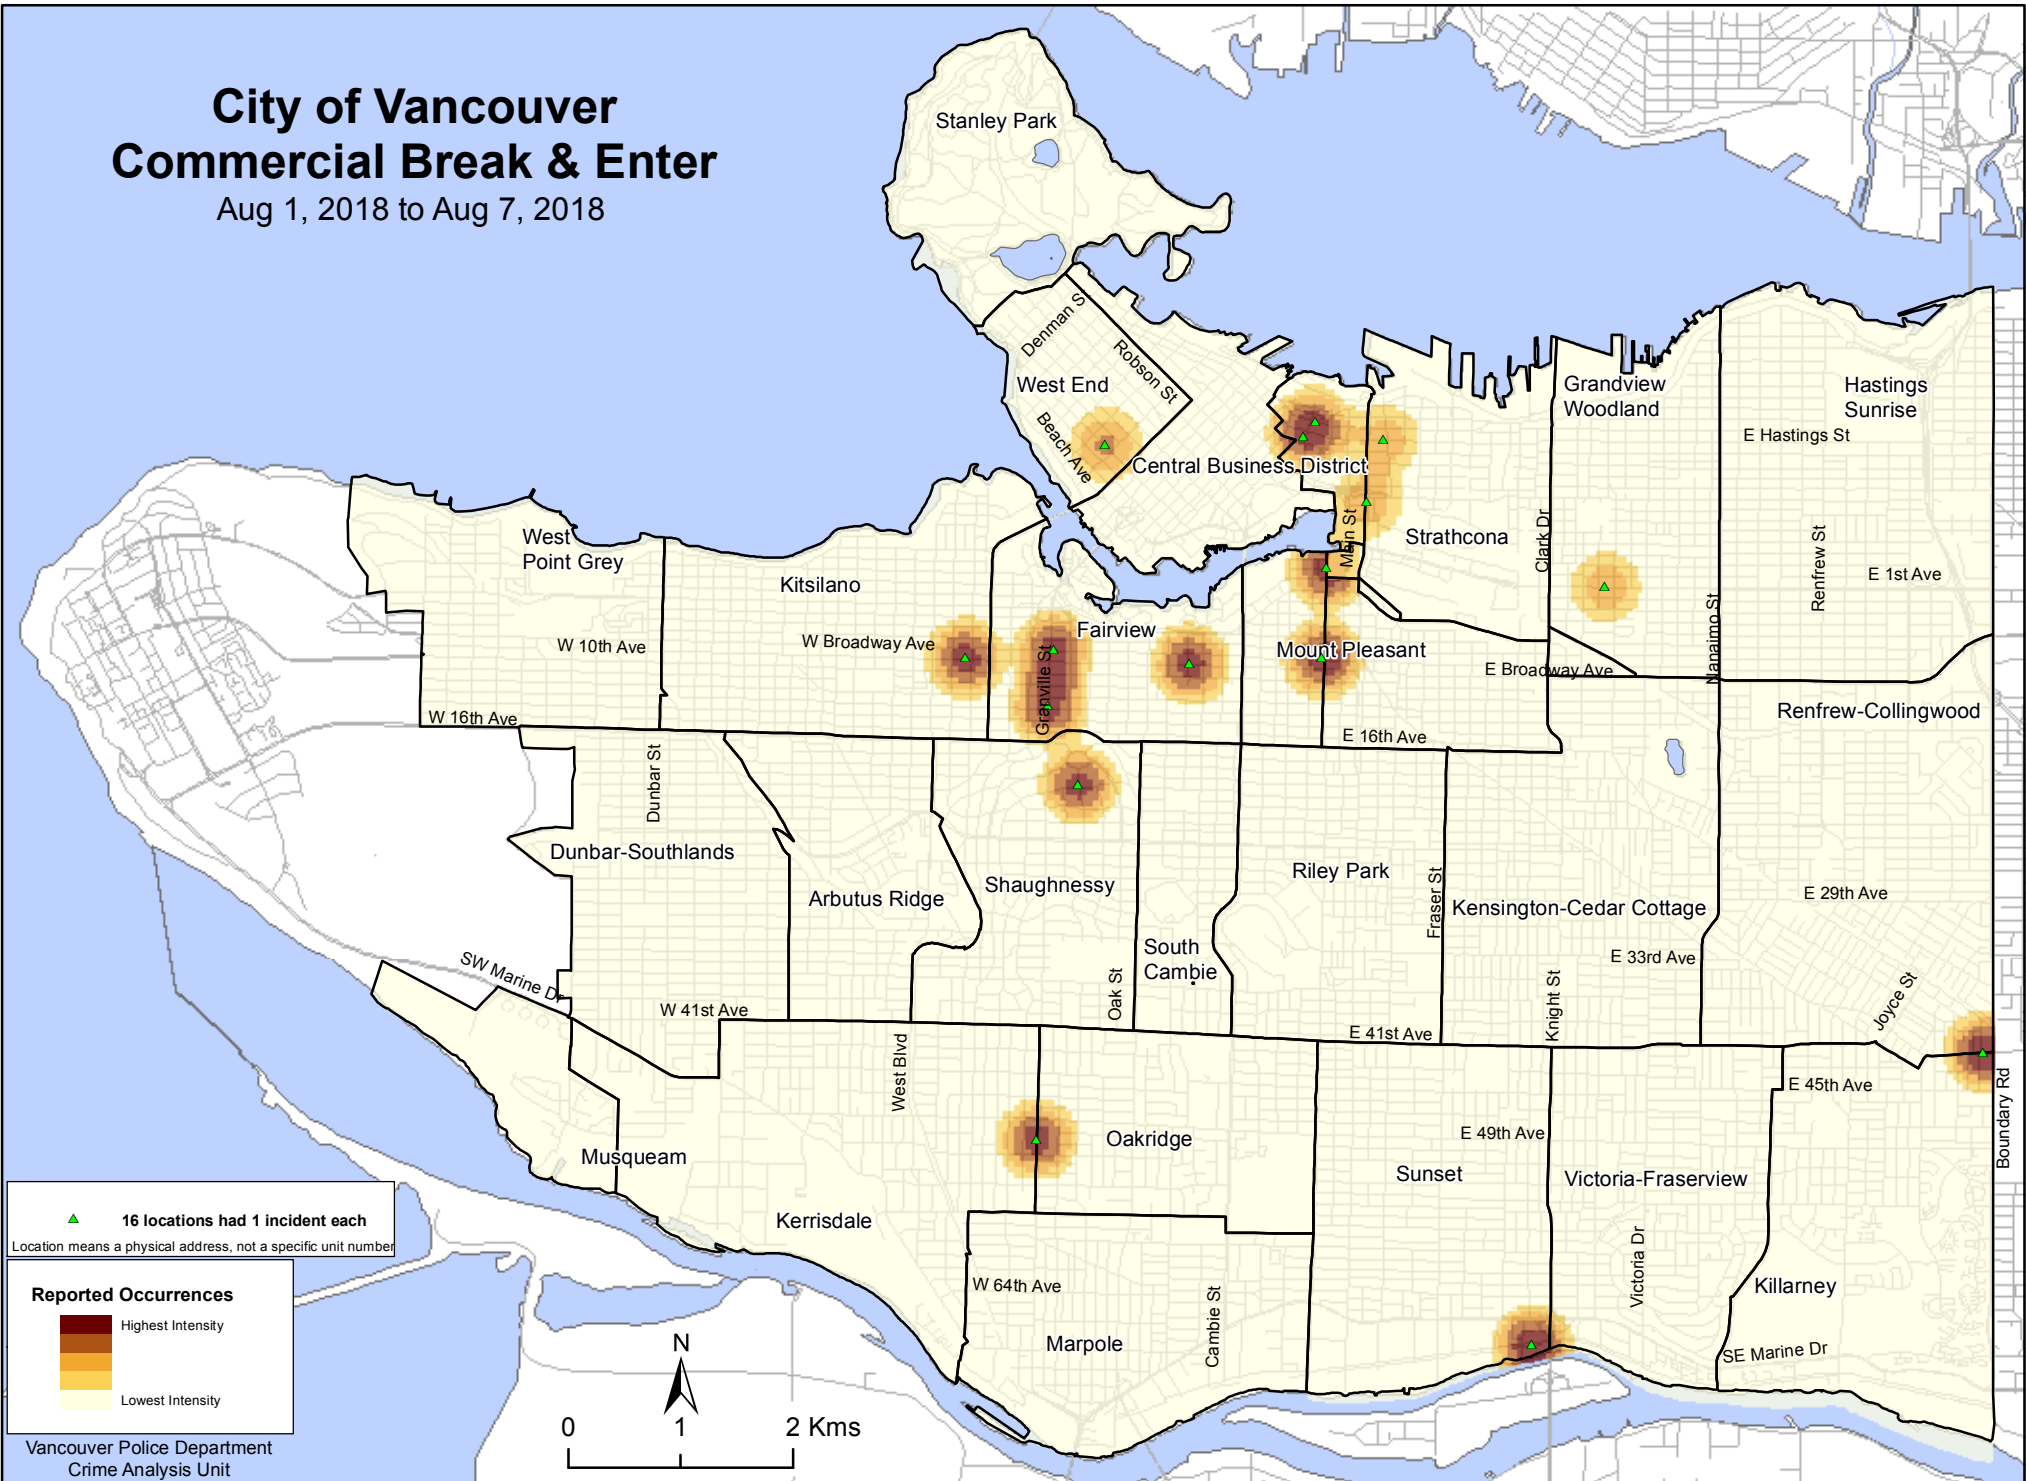 City of Vancouver
Commercial Break & Enter
Aug 1, 2018 to Aug 7, 2018
Stanley Park
Denman St
Robson St
West End
Beach Ave
Central Business District
Grandview
Woodland
Hastings
Sunrise
E Hastings St
Main St
Strathcona
Clark Dr
Nanaimo St
Renfrew St
E 1st Ave
West
Point Grey
Kitsilano
W 10th Ave
W Broadway Ave
Fairview
Granville St
Mount Pleasant
E Broadway Ave
W 16th Ave
E 16th Ave
Renfrew-Collingwood
Dunbar St
Dunbar-Southlands
Arbutus Ridge
Shaughnessy
Riley Park
Fraser St
Kensington-Cedar Cottage
E 29th Ave
South
Cambie
E 33rd Ave
SW Marine Dr
W 41st Ave
Oak St
E 41st Ave
Knight St
Joyce St
West Blvd
E 45th Ave
Boundary Rd
Musqueam
Oakridge
E 49th Ave
Sunset
Victoria-Fraserview
Kerrisdale
Victoria Dr
W 64th Ave
Cambie St
Killarney
Marpole
SE Marine Dr
16 locations had 1 incident each
Location means a physical address, not a specific unit number
Reported Occurrences
Highest Intensity
Lowest Intensity
Vancouver Police Department
Crime Analysis Unit
N
0 1 2 Kms